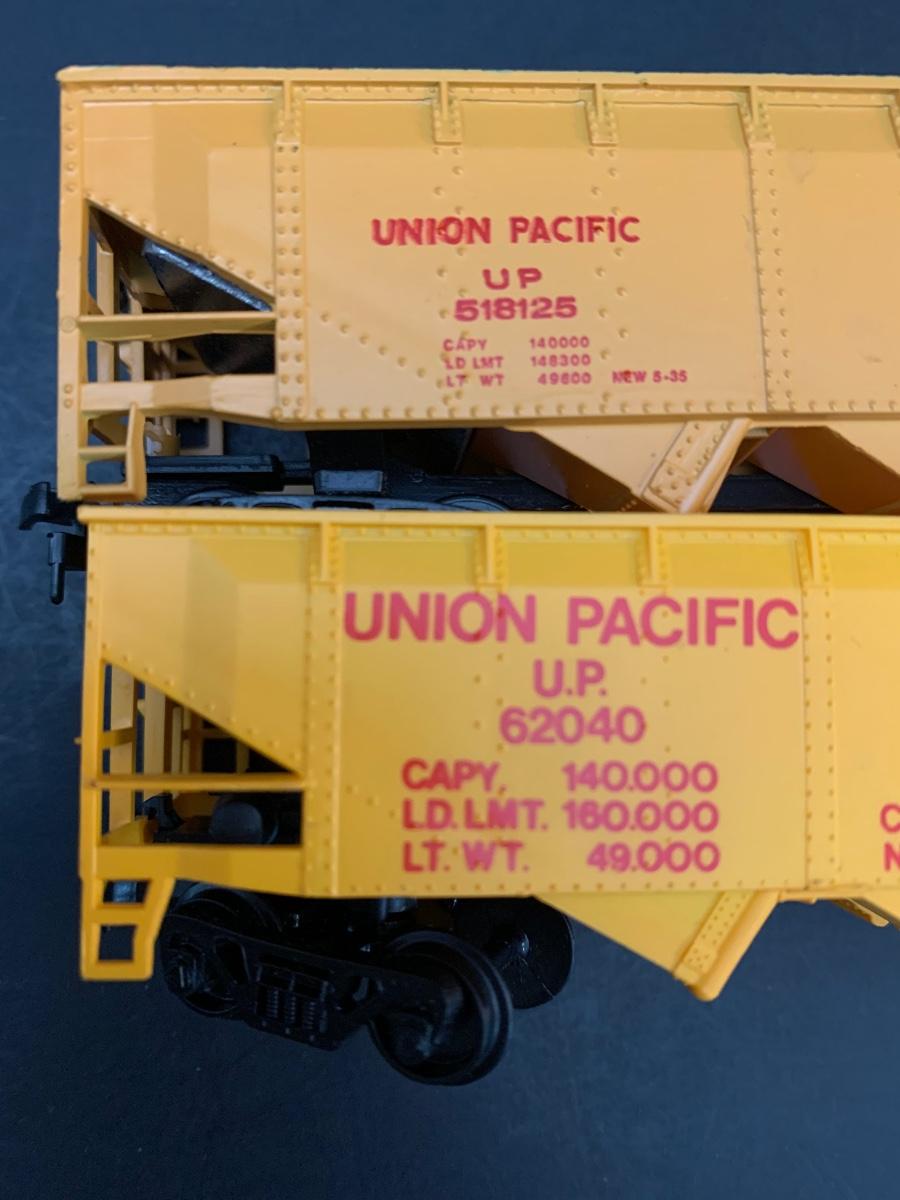 UNION PACIFIC
UP
518125
CAPY 140000
LD LMT 148300
LT WT 49600 NEW 5-35
UNION PACIFIC
U.P.
62040
CAPY. 140.000
LD. LMT. 160.000
LT. WT. 49.000
C
N